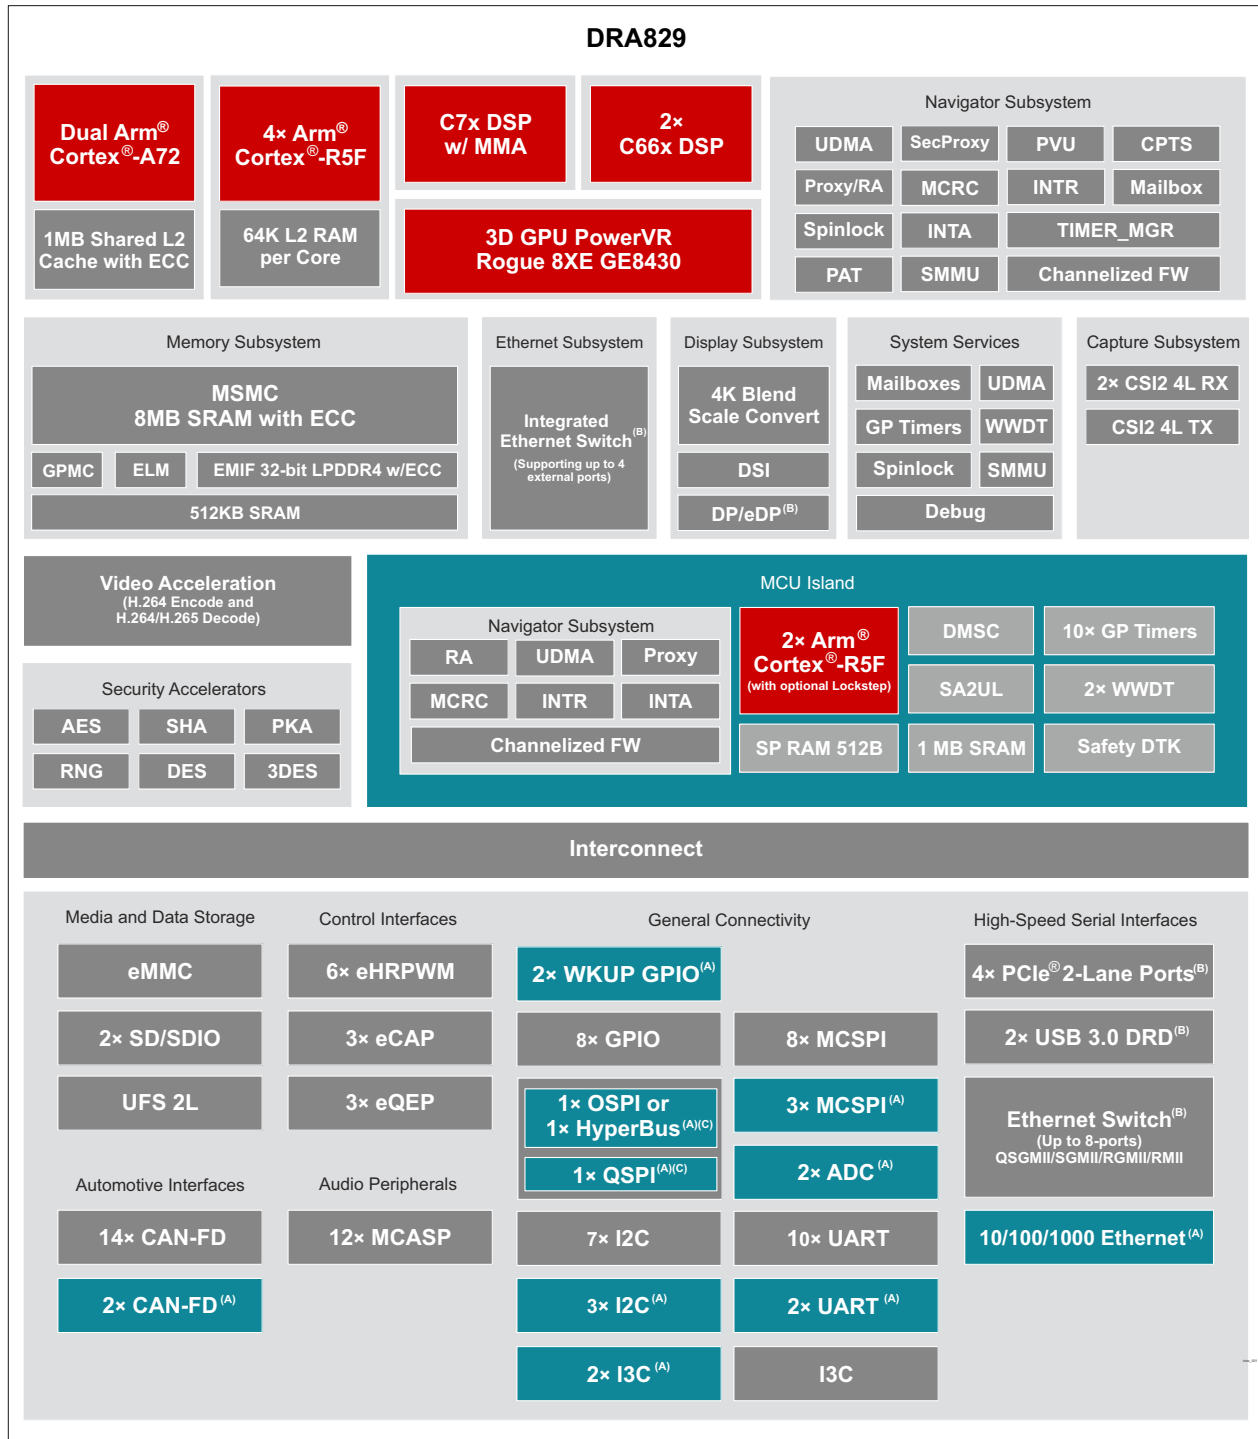 DRA829
Dual Arm®
Cortex®-A72
1MB Shared L2
Cache with ECC
4× Arm®
Cortex®-R5F
64K L2 RAM
per Core
C7x DSP
w/ MMA
2×
C66x DSP
3D GPU PowerVR
Rogue 8XE GE8430
Navigator Subsystem
UDMA
SecProxy
PVU
CPTS
Proxy/RA
MCRC
INTR
Mailbox
Spinlock
INTA
TIMER_MGR
PAT
SMMU
Channelized FW
Memory Subsystem
MSMC
8MB SRAM with ECC
GPMC
ELM
EMIF 32-bit LPDDR4 w/ECC
512KB SRAM
Ethernet Subsystem
Integrated
Ethernet Switch(B)
(Supporting up to 4
external ports)
Display Subsystem
4K Blend
Scale Convert
DSI
DP/eDP(B)
System Services
Mailboxes
UDMA
GP Timers
WWDT
Spinlock
SMMU
Debug
Capture Subsystem
2× CSI2 4L RX
CSI2 4L TX
Video Acceleration
(H.264 Encode and
H.264/H.265 Decode)
Security Accelerators
AES
SHA
PKA
RNG
DES
3DES
MCU Island
Navigator Subsystem
RA
UDMA
Proxy
MCRC
INTR
INTA
Channelized FW
2× Arm®
Cortex®-R5F
(with optional Lockstep)
DMSC
10× GP Timers
SA2UL
2× WWDT
SP RAM 512B
1 MB SRAM
Safety DTK
Interconnect
Media and Data Storage
eMMC
2× SD/SDIO
UFS 2L
Automotive Interfaces
14× CAN-FD
2× CAN-FD(A)
Control Interfaces
6× eHRPWM
3× eCAP
3× eQEP
Audio Peripherals
12× MCASP
General Connectivity
2× WKUP GPIO(A)
8× GPIO
8× MCSPI
1× OSPI or
1× HyperBus(A)(C)
1× QSPI(A)(C)
3× MCSPI(A)
2× ADC(A)
7× I2C
10× UART
3× I2C(A)
2× UART(A)
2× I3C(A)
I3C
High-Speed Serial Interfaces
4× PCIe® 2-Lane Ports(B)
2× USB 3.0 DRD(B)
Ethernet Switch(B)
(Up to 8-ports)
QSGMII/SGMII/RGMII/RMII
10/100/1000 Ethernet(A)